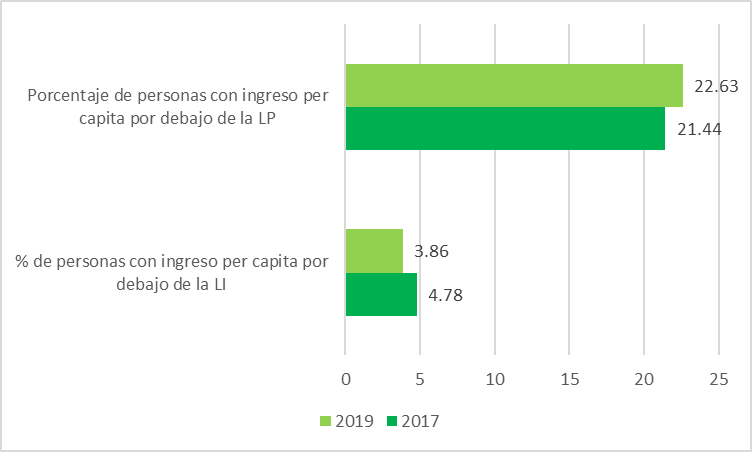 Porcentaje de personas con ingreso per
capita por debajo de la LP
22.63
21.44
% de personas con ingreso per capita por
debajo de la LI
3.86
4.78
0 5 10 15 20 25
2019 2017